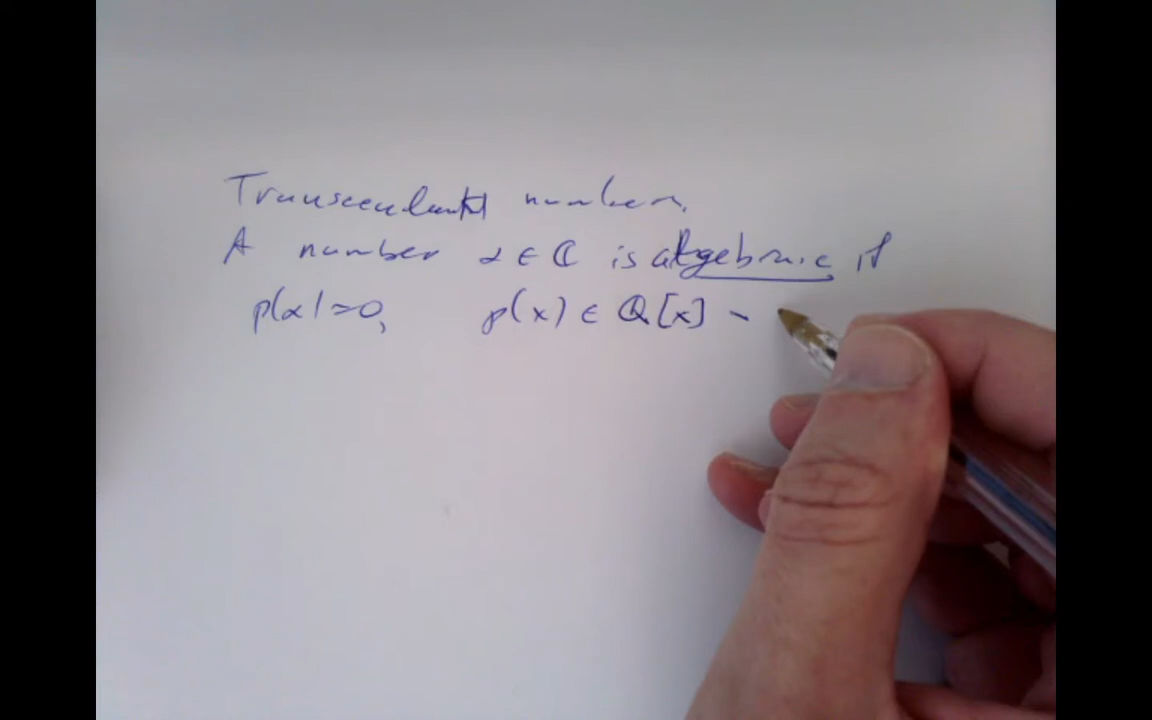 Transcendental numbers.
A number α ∈ ℂ is algebraic if
p(α)=0, p(x) ∈ ℚ[x] ~